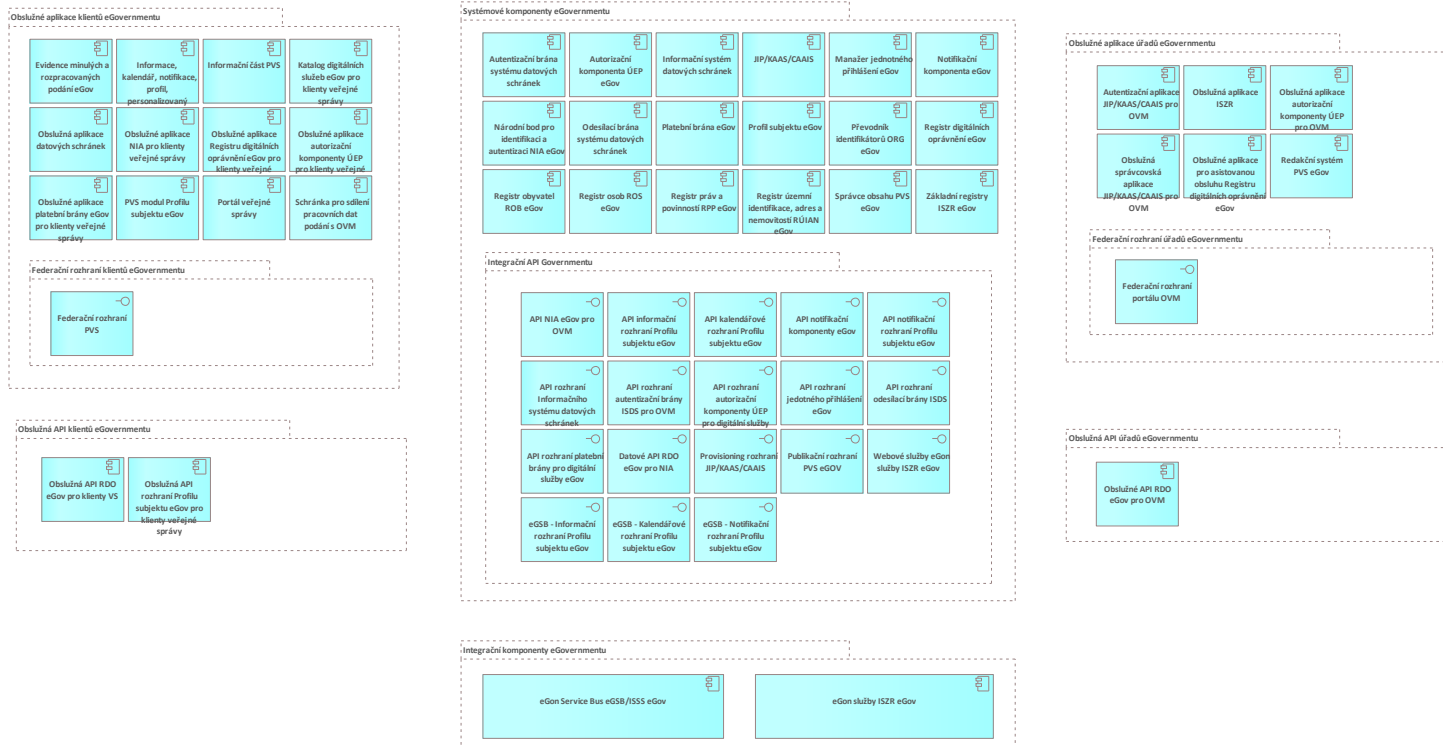 Obslužné aplikace klientů eGovernmentu
Evidence minulých a
rozpracovaných
podání eGov
Informace,
kalendář, notifikace,
profil,
personalizovaný
Informační část PVS
Katalog digitálních
služeb eGov pro
klienty veřejné
správy
Obslužná aplikace
datových schránek
Obslužné aplikace
NIA pro klienty
veřejné správy
Obslužné aplikace
Registru digitálních
oprávnění eGov pro
klienty veřejné
Obslužné aplikace
autorizační
komponenty ÚEP
pro klienty veřejné
Obslužné aplikace
platební brány eGov
pro klienty veřejné
správy
PVS modul Profilu
subjektu eGov
Portál veřejné
správy
Schránka pro sdílení
pracovních dat
podání s OVM
Federační rozhraní klientů eGovernmentu
Federační rozhraní
PVS
Obslužná API klientů eGovernmentu
Obslužná API RDO
eGov pro klienty VS
Obslužná API
rozhraní Profilu
subjektu eGov pro
klienty veřejné
správy
Systémové komponenty eGovernmentu
Autentizační brána
systému datových
schránek
Autorizační
komponenta ÚEP
eGov
Informační systém
datových schránek
JIP/KAAS/CAAIS
Manažer jednotného
přihlášení eGov
Notifikační
komponenta eGov
Národní bod pro
identifikaci a
autentizaci NIA eGov
Odesílací brána
systému datových
schránek
Platební brána eGov
Profil subjektu eGov
Převodník
identifikátorů ORG
eGov
Registr digitálních
oprávnění eGov
Registr obyvatel
ROB eGov
Registr osob ROS
eGov
Registr práv a
povinností RPP eGov
Registr územní
identifikace, adres a
nemovitostí RÚIAN
eGov
Správce obsahu PVS
eGov
Základní registry
ISZR eGov
Integrační API Governmentu
API NIA eGov pro
OVM
API informační
rozhraní Profilu
subjektu eGov
API kalendářové
rozhraní Profilu
subjektu eGov
API notifikační
komponenty eGov
API notifikační
rozhraní Profilu
subjektu eGov
API rozhraní
Informačního
systému datových
schránek
API rozhraní
autentizační brány
ISDS pro OVM
API rozhraní
autorizační
komponenty ÚEP
pro digitální služby
API rozhraní
jedotného přihlášení
eGov
API rozhraní
odesílací brány ISDS
API rozhraní platební
brány pro digitální
služby eGov
Datové API RDO
eGov pro NIA
Provisioning rozhraní
JIP/KAAS/CAAIS
Publikační rozhraní
PVS eGOV
Webové služby eGon
služby ISZR eGov
eGSB - Informační
rozhraní Profilu
subjektu eGov
eGSB - Kalendářové
rozhraní Profilu
subjektu eGov
eGSB - Notifikační
rozhraní Profilu
subjektu eGov
Integrační komponenty eGovernmentu
eGon Service Bus eGSB/ISSS eGov
eGon služby ISZR eGov
Obslužné aplikace úřadů eGovernmentu
Autentizační aplikace
JIP/KAAS/CAAIS pro
OVM
Obslužná aplikace
ISZR
Obslužná aplikace
autorizační
komponenty ÚEP
pro OVM
Obslužná
správcovská
aplikace
JIP/KAAS/CAAIS pro
OVM
Obslužné aplikace
pro asistovanou
obsluhu Registru
digitálních oprávnění
eGov
Redakční systém
PVS eGov
Federační rozhraní úřadů eGovernmentu
Federační rozhraní
portálu OVM
Obslužná API úřadů eGovernmentu
Obslužné API RDO
eGov pro OVM